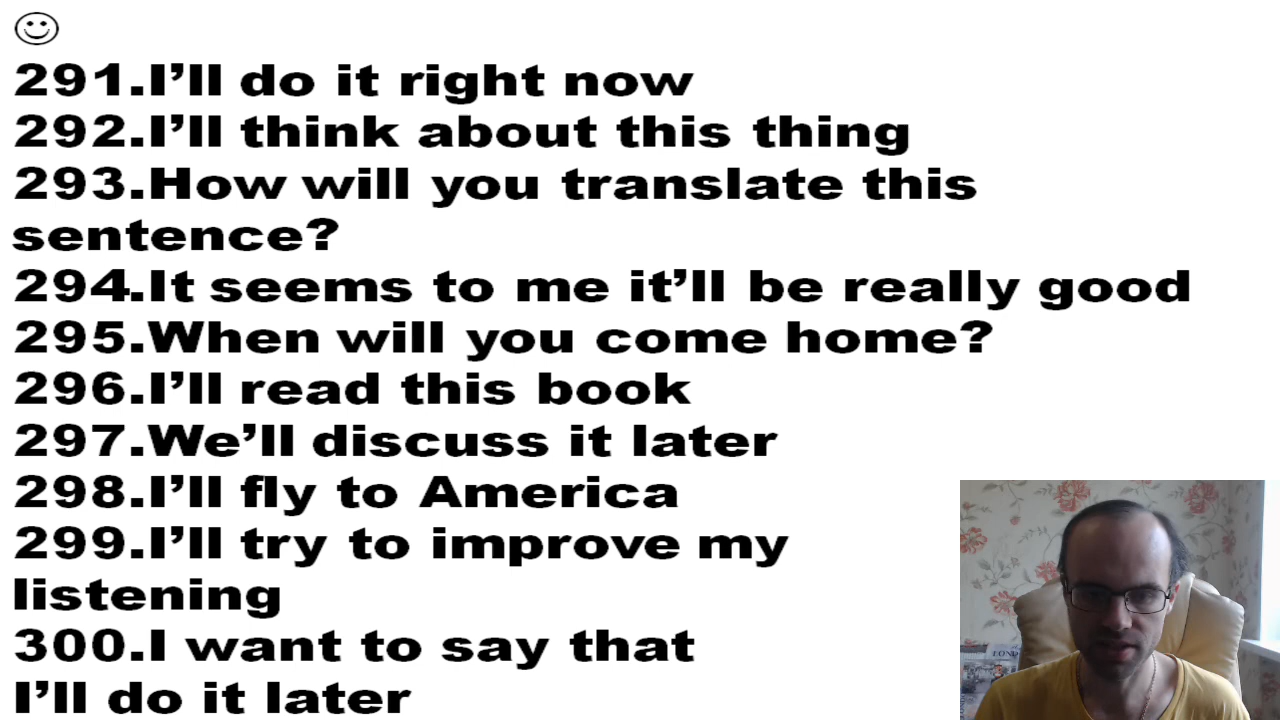 291.I’ll do it right now
292.I’ll think about this thing
293.How will you translate this
sentence?
294.It seems to me it’ll be really good
295.When will you come home?
296.I’ll read this book
297.We’ll discuss it later
298.I’ll fly to America
299.I’ll try to improve my
listening
300.I want to say that
I’ll do it later